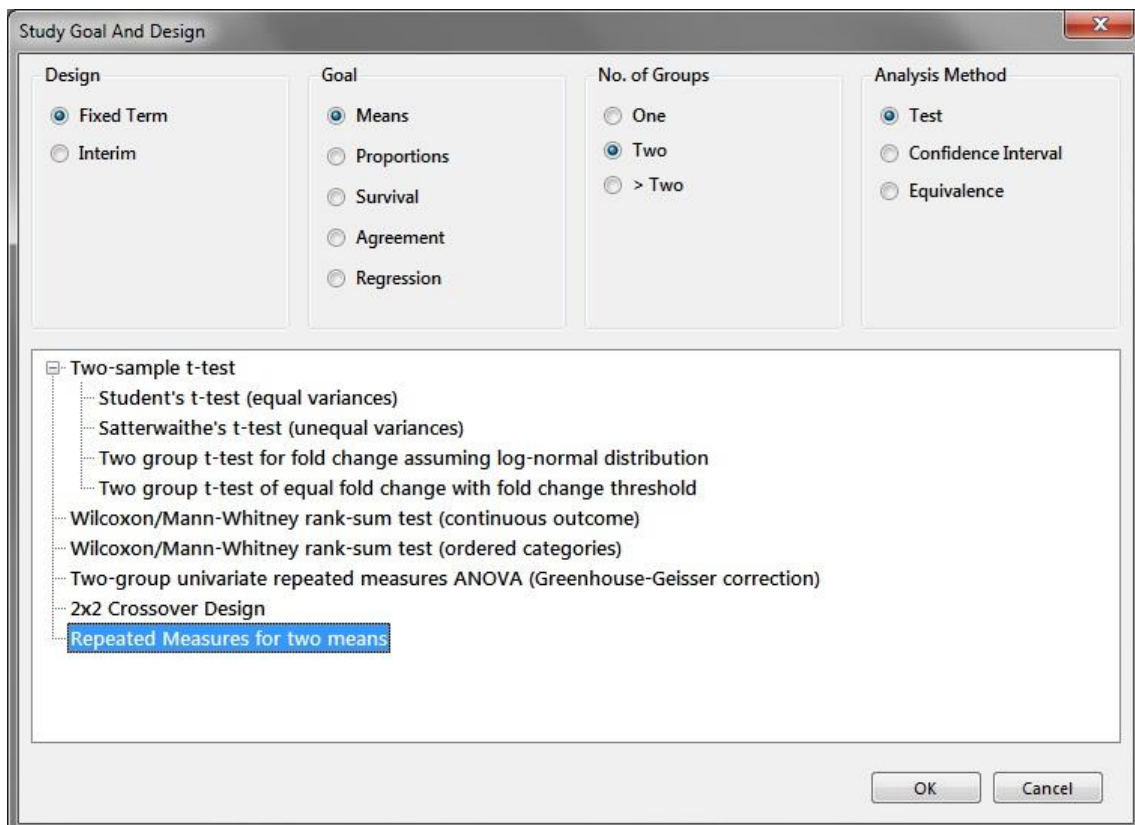 Study Goal And Design
Design
Fixed Term
Interim
Goal
Means
Proportions
Survival
Agreement
Regression
No. of Groups
One
Two
> Two
Analysis Method
Test
Confidence Interval
Equivalence
Two-sample t-test
Student's t-test (equal variances)
Satterwaithe's t-test (unequal variances)
Two group t-test for fold change assuming log-normal distribution
Two group t-test of equal fold change with fold change threshold
Wilcoxon/Mann-Whitney rank-sum test (continuous outcome)
Wilcoxon/Mann-Whitney rank-sum test (ordered categories)
Two-group univariate repeated measures ANOVA (Greenhouse-Geisser correction)
2x2 Crossover Design
Repeated Measures for two means
OK
Cancel